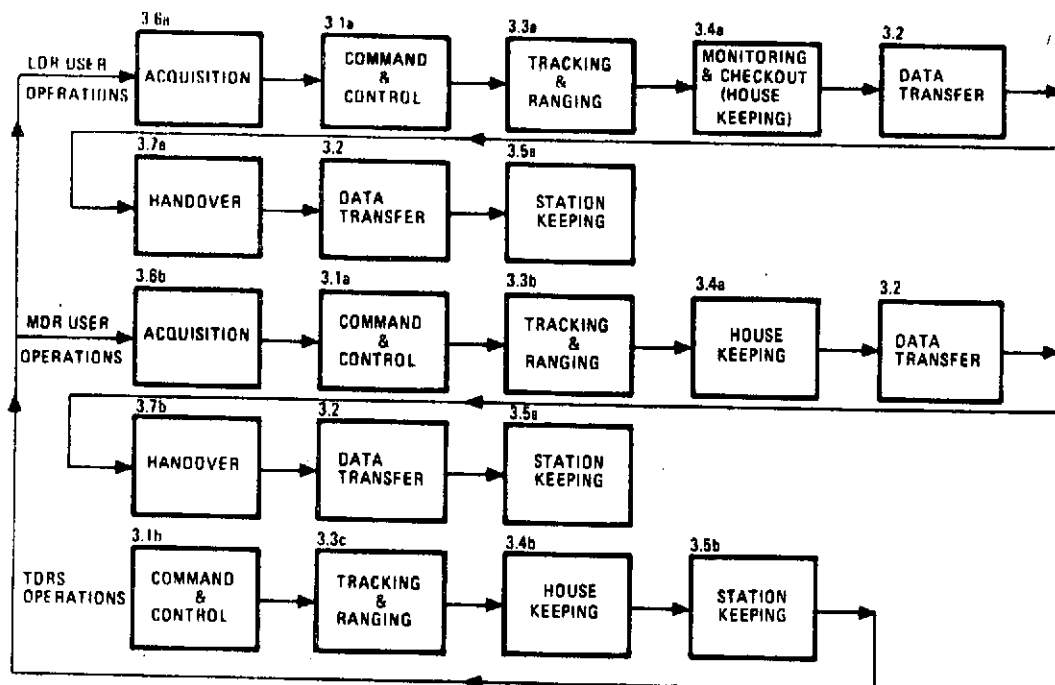 3.6a
3.1a
3.3a
3.4a
3.2
LDR USER
OPERATIONS
ACQUISITION
COMMAND
&
CONTROL
TRACKING
&
RANGING
MONITORING
& CHECKOUT
(HOUSE
KEEPING)
DATA
TRANSFER
3.7a
3.2
3.5a
HANDOVER
DATA
TRANSFER
STATION
KEEPING
3.6b
3.1a
3.3b
3.4a
3.2
MDR USER
OPERATIONS
ACQUISITION
COMMAND
&
CONTROL
TRACKING
&
RANGING
HOUSE
KEEPING
DATA
TRANSFER
3.7b
3.2
3.5a
HANDOVER
DATA
TRANSFER
STATION
KEEPING
3.1b
3.3c
3.4b
3.5b
TDRS
OPERATIONS
COMMAND
&
CONTROL
TRACKING
&
RANGING
HOUSE
KEEPING
STATION
KEEPING